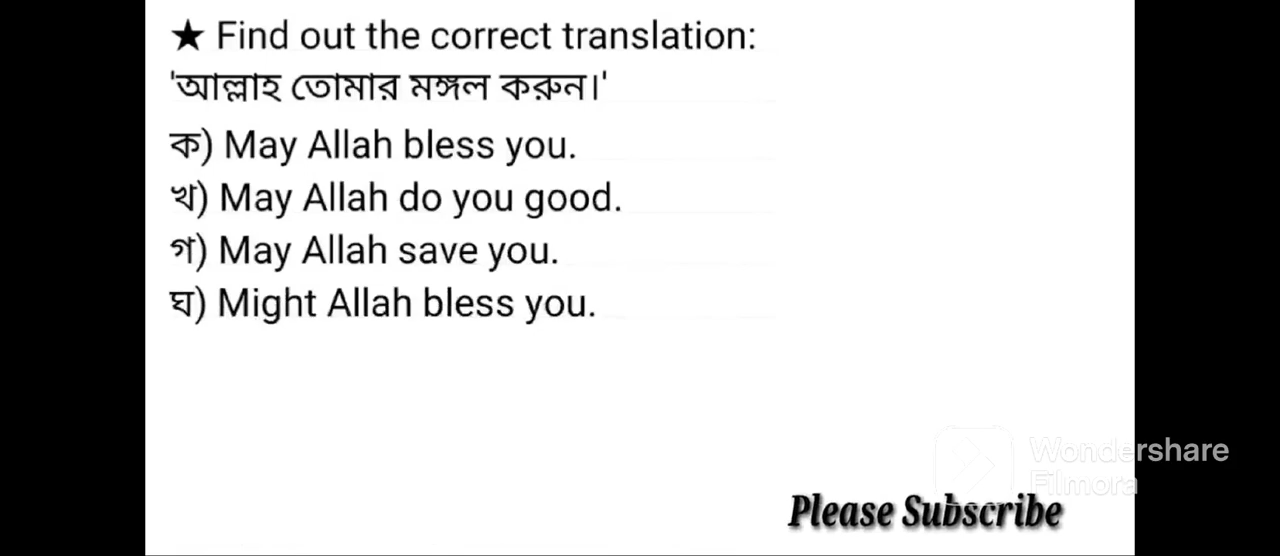 ★ Find out the correct translation:
'আল্লাহ তোমার মঙ্গল করুন।'
ক) May Allah bless you.
খ) May Allah do you good.
গ) May Allah save you.
ঘ) Might Allah bless you.
Wondershare
Filmora
Please Subscribe